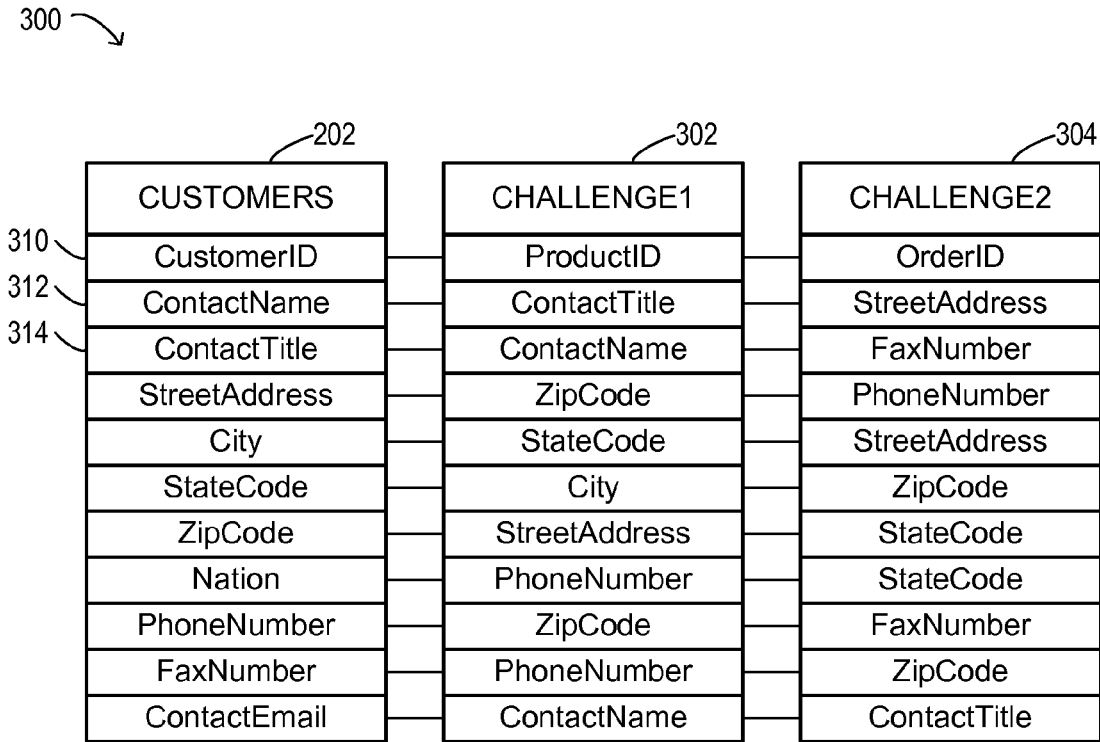 300
202 302 304
CUSTOMERS CHALLENGE1 CHALLENGE2
310 CustomerID ProductID OrderID
312 ContactName ContactTitle StreetAddress
314 ContactTitle ContactName FaxNumber
StreetAddress ZipCode PhoneNumber
City StateCode StreetAddress
StateCode City ZipCode
ZipCode StreetAddress StateCode
Nation PhoneNumber StateCode
PhoneNumber ZipCode FaxNumber
FaxNumber PhoneNumber ZipCode
ContactEmail ContactName ContactTitle